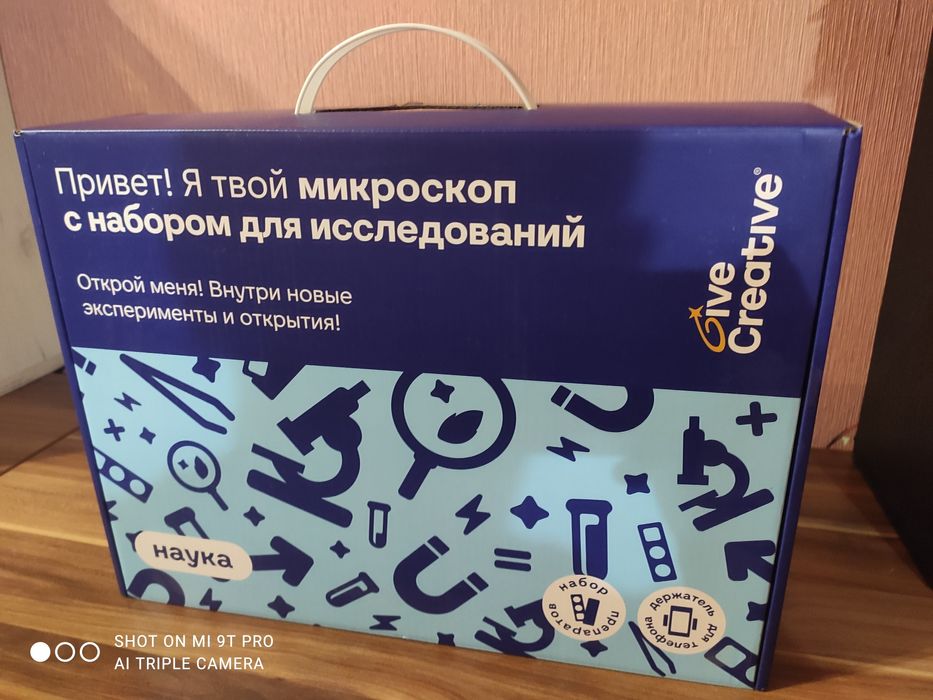 Привет! Я твой микроскоп
с набором для исследований
Открой меня! Внутри новые
эксперименты и открытия!
Give
Creative®
наука
набор препаратов
держатель для телефона
SHOT ON MI 9T PRO
AI TRIPLE CAMERA